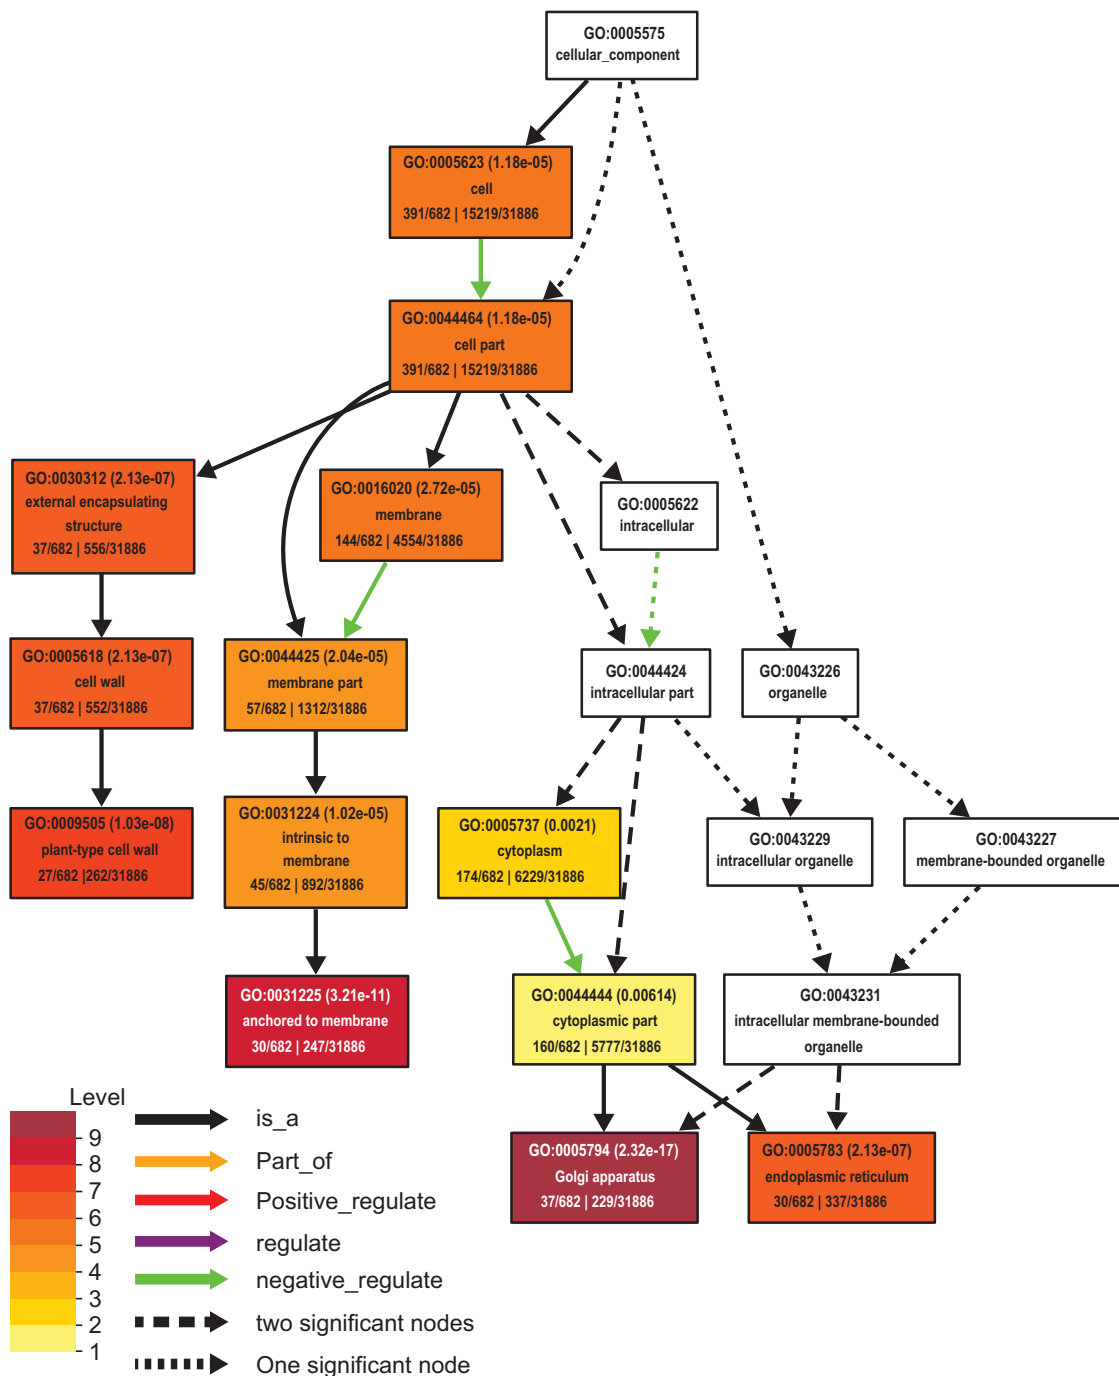 GO:0005575
cellular_component
GO:0005623 (1.18e-05)
cell
391/682 | 15219/31886
GO:0044464 (1.18e-05)
cell part
391/682 | 15219/31886
GO:0030312 (2.13e-07)
external encapsulating
structure
37/682 | 556/31886
GO:0016020 (2.72e-05)
membrane
144/682 | 4554/31886
GO:0005622
intracellular
GO:0005618 (2.13e-07)
cell wall
37/682 | 552/31886
GO:0044425 (2.04e-05)
membrane part
57/682 | 1312/31886
GO:0044424
intracellular part
GO:0043226
organelle
GO:0009505 (1.03e-08)
plant-type cell wall
27/682 |262/31886
GO:0031224 (1.02e-05)
intrinsic to
membrane
45/682 | 892/31886
GO:0005737 (0.0021)
cytoplasm
174/682 | 6229/31886
GO:0043229
intracellular organelle
GO:0043227
membrane-bounded organelle
GO:0031225 (3.21e-11)
anchored to membrane
30/682 | 247/31886
GO:0044444 (0.00614)
cytoplasmic part
160/682 | 5777/31886
GO:0043231
intracellular membrane-bounded
organelle
GO:0005794 (2.32e-17)
Golgi apparatus
37/682 | 229/31886
GO:0005783 (2.13e-07)
endoplasmic reticulum
30/682 | 337/31886
Level
9
8
7
6
5
4
3
2
1
is_a
Part_of
Positive_regulate
regulate
negative_regulate
two significant nodes
One significant node